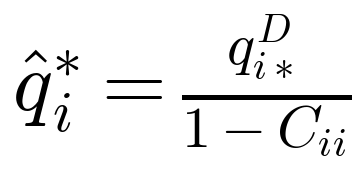 \hat{q}_i^* = \frac{q_{i*}^D}{1 - C_{ii}}